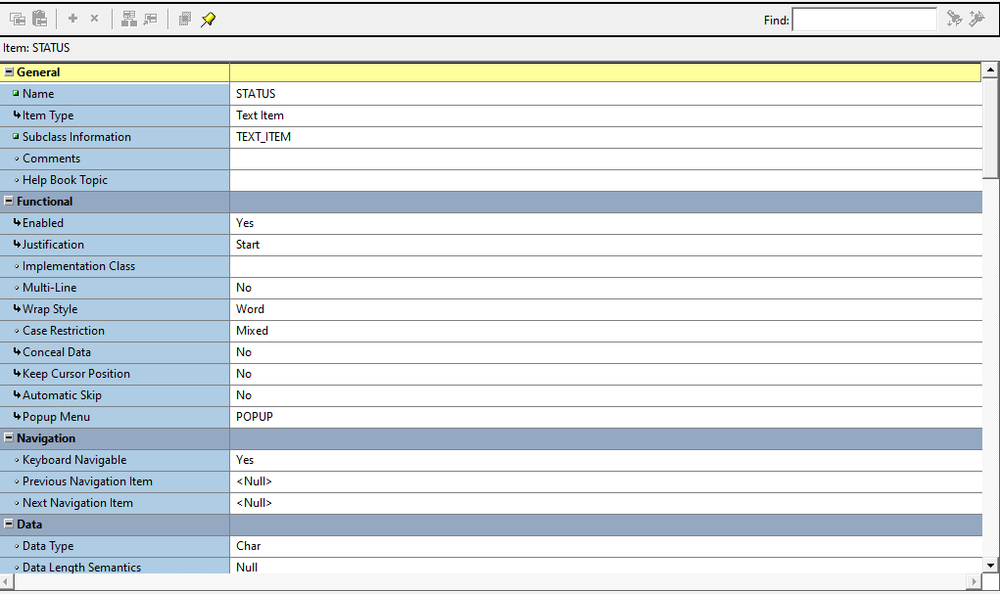 Find:
Item: STATUS
General
Name STATUS
Item Type Text Item
Subclass Information TEXT_ITEM
Comments
Help Book Topic
Functional
Enabled Yes
Justification Start
Implementation Class
Multi-Line No
Wrap Style Word
Case Restriction Mixed
Conceal Data No
Keep Cursor Position No
Automatic Skip No
Popup Menu POPUP
Navigation
Keyboard Navigable Yes
Previous Navigation Item <Null>
Next Navigation Item <Null>
Data
Data Type Char
Data Length Semantics Null